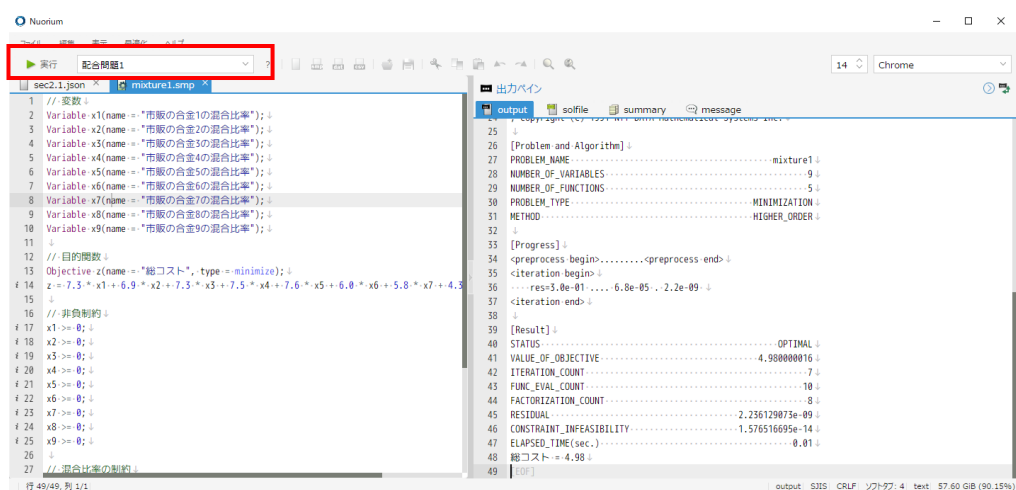 Nuorium
ファイル 編集 表示 最適化 ヘルプ
実行 配合問題1 ? 14 Chrome
sec2.1.json × mixture1.smp ×
1 // 変数↓
2 Variable x1(name = "市販の合金1の混合比率");↓
3 Variable x2(name = "市販の合金2の混合比率");↓
4 Variable x3(name = "市販の合金3の混合比率");↓
5 Variable x4(name = "市販の合金4の混合比率");↓
6 Variable x5(name = "市販の合金5の混合比率");↓
7 Variable x6(name = "市販の合金6の混合比率");↓
8 Variable x7(name = "市販の合金7の混合比率");↓
9 Variable x8(name = "市販の合金8の混合比率");↓
10 Variable x9(name = "市販の合金9の混合比率");↓
11 ↓
12 // 目的関数↓
13 Objective z(name = "総コスト", type = minimize);↓
14 z = 7.3 * x1 + 6.9 * x2 + 7.3 * x3 + 7.5 * x4 + 7.6 * x5 + 6.0 * x6 + 5.8 * x7 + 4.3
15 ↓
16 // 非負制約↓
17 x1 >= 0;↓
18 x2 >= 0;↓
19 x3 >= 0;↓
20 x4 >= 0;↓
21 x5 >= 0;↓
22 x6 >= 0;↓
23 x7 >= 0;↓
24 x8 >= 0;↓
25 x9 >= 0;↓
26 ↓
27 // 混合比率の制約↓
出力ペイン
output solfile summary message
25 ↓
26 [Problem and Algorithm]↓
27 PROBLEM_NAME mixture1↓
28 NUMBER_OF_VARIABLES 9↓
29 NUMBER_OF_FUNCTIONS 5↓
30 PROBLEM_TYPE MINIMIZATION↓
31 METHOD HIGHER_ORDER↓
32 ↓
33 [Progress]↓
34 <preprocess begin>.........<preprocess end>↓
35 <iteration begin>↓
36 res=3.0e-01 .... 6.8e-05 . 2.2e-09 ↓
37 <iteration end>↓
38 ↓
39 [Result]↓
40 STATUS OPTIMAL↓
41 VALUE_OF_OBJECTIVE 4.980000016↓
42 ITERATION_COUNT 7↓
43 FUNC_EVAL_COUNT 10↓
44 FACTORIZATION_COUNT 8↓
45 RESIDUAL 2.236129073e-09↓
46 CONSTRAINT_INFEASIBILITY 1.576516695e-14↓
47 ELAPSED_TIME(sec.) 0.01↓
48 総コスト = 4.98↓
49 [EOF]
行 49/49, 列 1/1 output SJIS CRLF ソフトタブ: 4 text 57.60 GiB (90.15%)